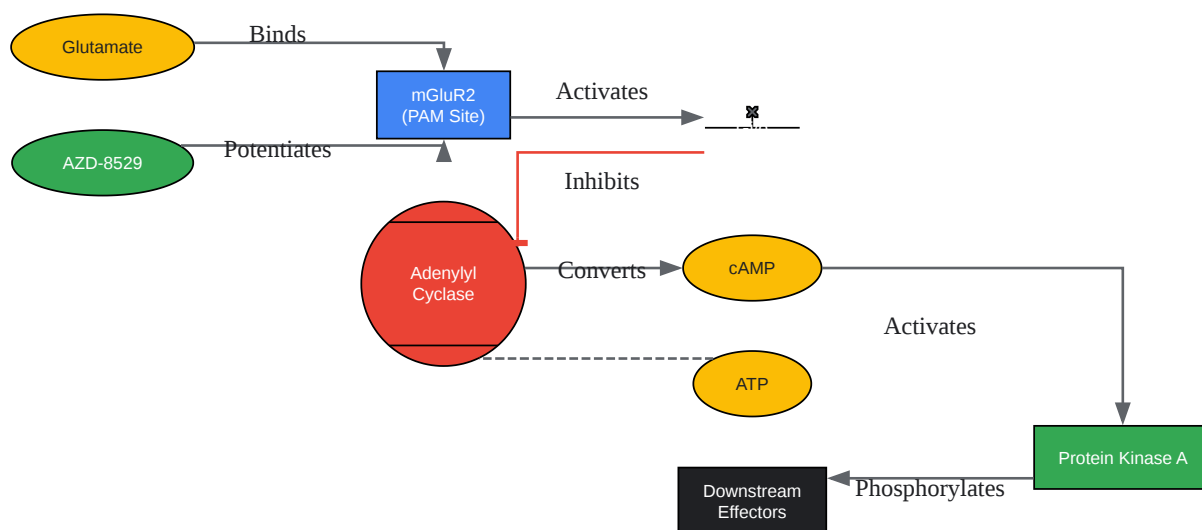 Glutamate
Binds
mGluR2
(PAM Site)
Activates
AZD-8529
Potentiates
Inhibits
Adenylyl
Cyclase
Converts
cAMP
Activates
ATP
Protein Kinase A
Phosphorylates
Downstream
Effectors